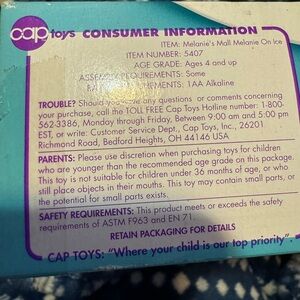 cap toys CONSUMER INFORMATION
ITEM: Melanie's Mall Melanie On Ice
ITEM NUMBER: 5407
AGE GRADE: Ages 4 and up
ASSEMBLY REQUIREMENTS: Some
BATTERY REQUIREMENTS: 1AA Alkaline
TROUBLE? Should you have any questions or comments concerning
your purchase, call the TOLL FREE Cap Toys Hotline number: 1-800-
562-3386, Monday through Friday, Between 9:00 am and 5:00 pm
EST, or write: Customer Service Dept., Cap Toys, Inc., 26201
Richmond Road, Bedford Heights, OH 44146 USA
PARENTS: Please use discretion when purchasing toys for children
who are younger than the recommended age grade on this package.
This toy is not suitable for children under 36 months of age, or who
still place objects in their mouths. This toy may contain small parts, or
the potential for small parts exists.
SAFETY REQUIREMENTS: This product meets or exceeds the safety
requirements of ASTM F963 and EN 71.
RETAIN PACKAGING FOR DETAILS
CAP TOYS: "Where your child is our top priority".